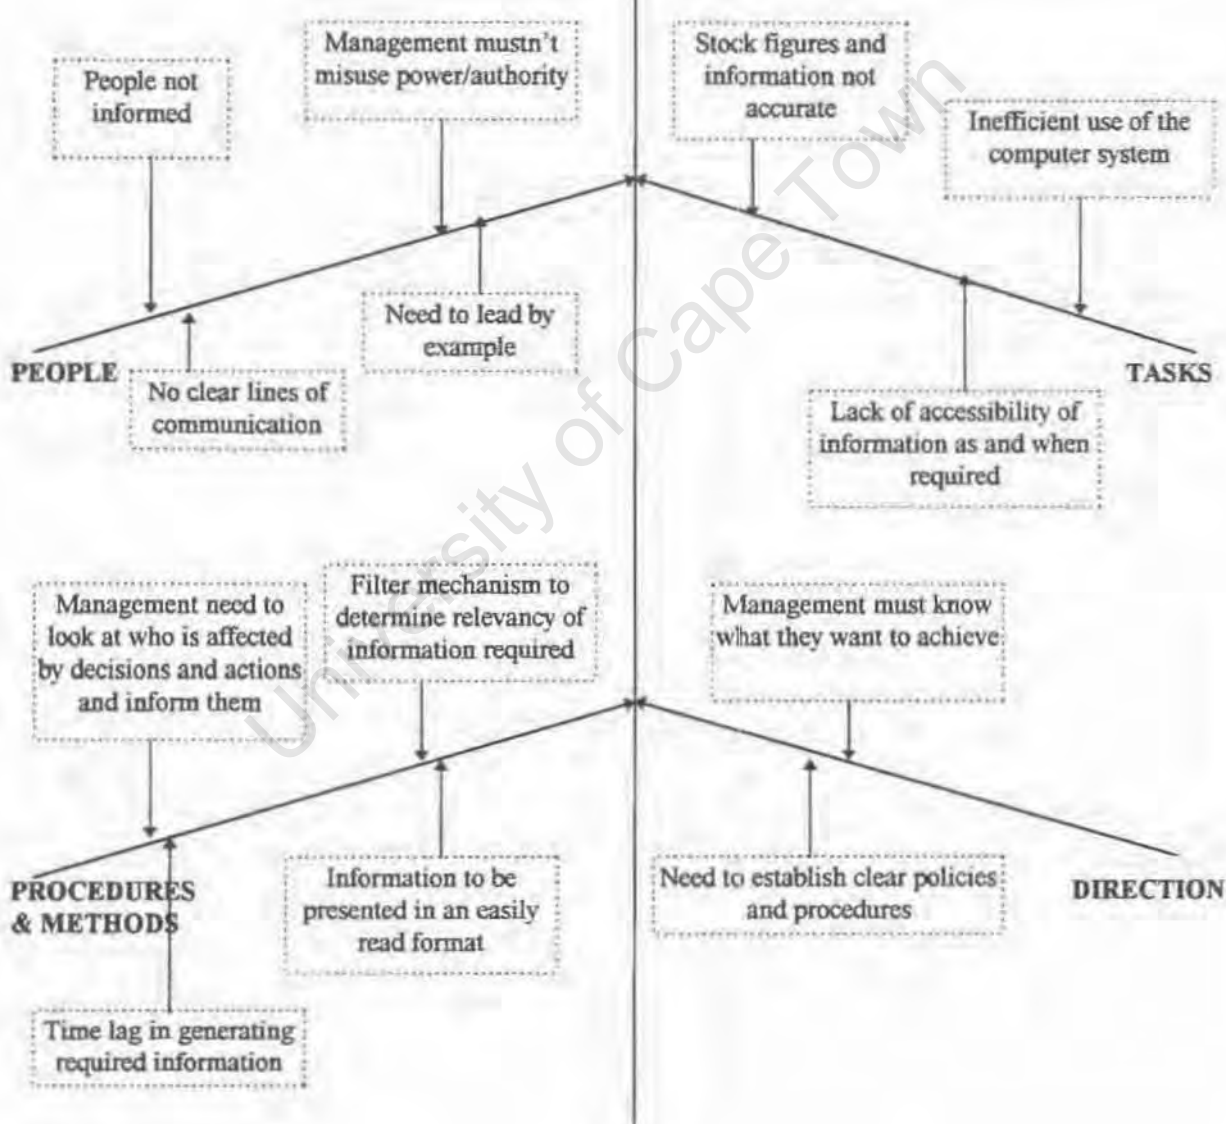 People not
informed
Management mustn't
misuse power/authority
Stock figures and
information not
accurate
Inefficient use of the
computer system
Need to lead by
example
PEOPLE
No clear lines of
communication
TASKS
Lack of accessibility of
information as and when
required
University of Cape Town
Management need to
look at who is affected
by decisions and actions
and inform them
Filter mechanism to
determine relevancy of
information required
Management must know
what they want to achieve
PROCEDURES
& METHODS
Information to be
presented in an easily
read format
Need to establish clear policies
and procedures
DIRECTION
Time lag in generating
required information